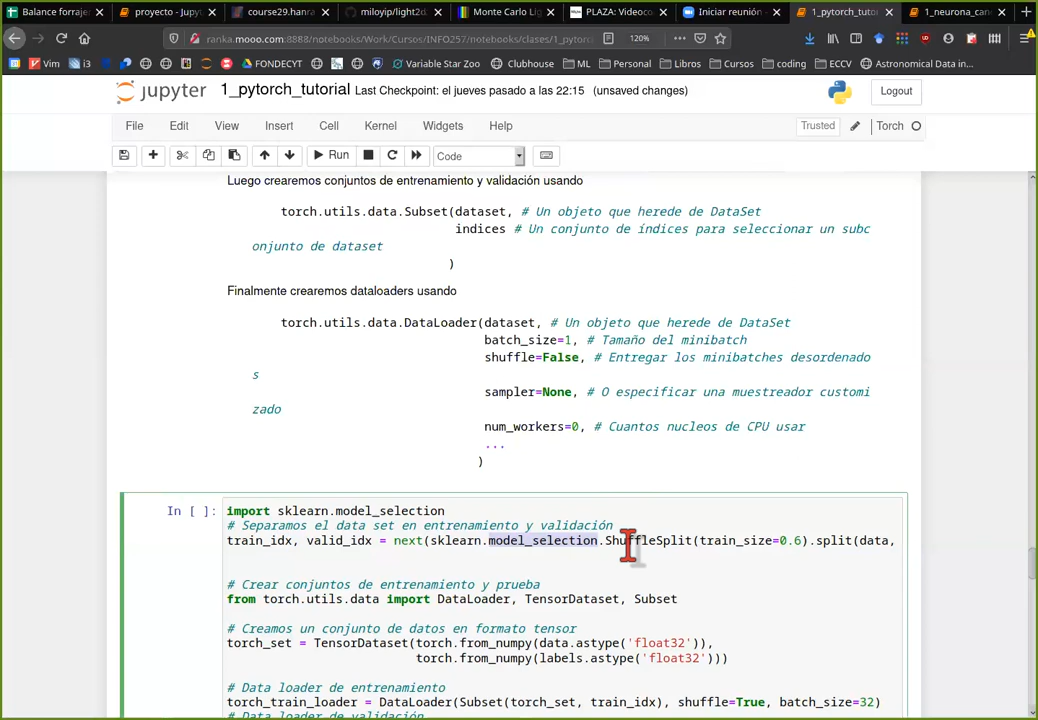 Balance forraje
proyecto - Jupy
course29.hanra
miloyip/light2d
Monte Carlo Lig
PLAZA: Videoco
Iniciar reunión
1_pytorch_tuto
1_neurona_can
ranka.mooo.com:8888/notebooks/Work/Cursos/INFO257/notebooks/clases/1_pytor
120%
Vim
i3
FONDECYT
Variable Star Zoo
Clubhouse
ML
Personal
Libros
Cursos
coding
ECCV
Astronomical Data in...
jupyter
1_pytorch_tutorial Last Checkpoint: el jueves pasado a las 22:15 (unsaved changes)
Logout
File Edit View Insert Cell Kernel Widgets Help
Trusted
Torch
Run
Code
Luego crearemos conjuntos de entrenamiento y validación usando
torch.utils.data.Subset(dataset, # Un objeto que herede de DataSet
indices # Un conjunto de índices para seleccionar un subc
onjunto de dataset
)
Finalmente crearemos dataloaders usando
torch.utils.data.DataLoader(dataset, # Un objeto que herede de DataSet
batch_size=1, # Tamaño del minibatch
shuffle=False, # Entregar los minibatches desordenado
s
sampler=None, # O especificar una muestreador customi
zado
num_workers=0, # Cuantos nucleos de CPU usar
...
)
In [ ]:
import sklearn.model_selection
# Separamos el data set en entrenamiento y validación
train_idx, valid_idx = next(sklearn.model_selection.ShuffleSplit(train_size=0.6).split(data,
# Crear conjuntos de entrenamiento y prueba
from torch.utils.data import DataLoader, TensorDataset, Subset
# Creamos un conjunto de datos en formato tensor
torch_set = TensorDataset(torch.from_numpy(data.astype('float32')),
torch.from_numpy(labels.astype('float32')))
# Data loader de entrenamiento
torch_train_loader = DataLoader(Subset(torch_set, train_idx), shuffle=True, batch_size=32)
# Data loader de validación